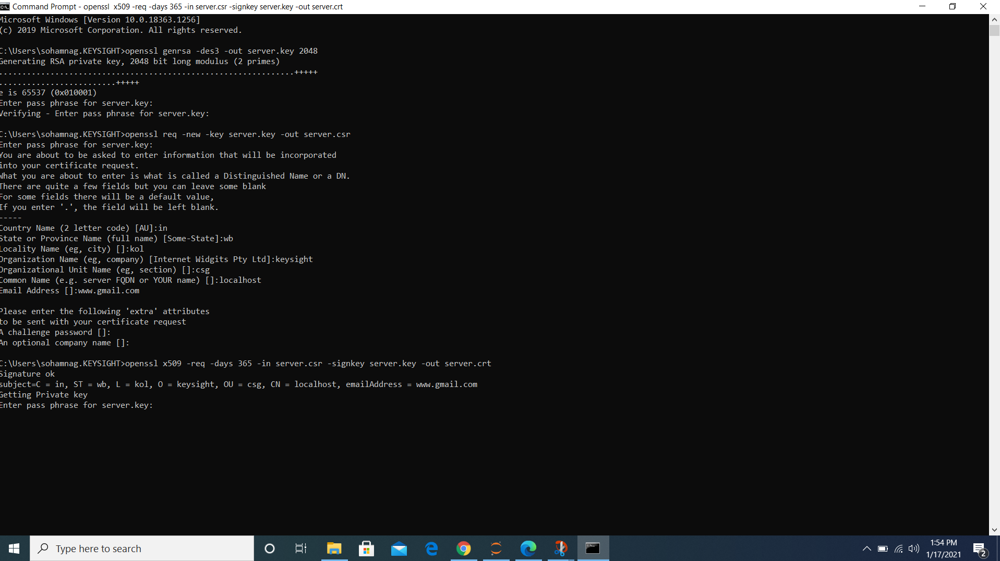 Command Prompt - openssl  x509 -req -days 365 -in server.csr -signkey server.key -out server.crt
Microsoft Windows [Version 10.0.18363.1256]
(c) 2019 Microsoft Corporation. All rights reserved.
C:\Users\sohamnag.KEYSIGHT>openssl genrsa -des3 -out server.key 2048
Generating RSA private key, 2048 bit long modulus (2 primes)
...............................................................+++++
.........................+++++
e is 65537 (0x010001)
Enter pass phrase for server.key:
Verifying - Enter pass phrase for server.key:
C:\Users\sohamnag.KEYSIGHT>openssl req -new -key server.key -out server.csr
Enter pass phrase for server.key:
You are about to be asked to enter information that will be incorporated
into your certificate request.
What you are about to enter is what is called a Distinguished Name or a DN.
There are quite a few fields but you can leave some blank
For some fields there will be a default value,
If you enter '.', the field will be left blank.
-----
Country Name (2 letter code) [AU]:in
State or Province Name (full name) [Some-State]:wb
Locality Name (eg, city) []:kol
Organization Name (eg, company) [Internet Widgits Pty Ltd]:keysight
Organizational Unit Name (eg, section) []:csg
Common Name (e.g. server FQDN or YOUR name) []:localhost
Email Address []:www.gmail.com
Please enter the following 'extra' attributes
to be sent with your certificate request
A challenge password []:
An optional company name []:
C:\Users\sohamnag.KEYSIGHT>openssl x509 -req -days 365 -in server.csr -signkey server.key -out server.crt
Signature ok
subject=C = in, ST = wb, L = kol, O = keysight, OU = csg, CN = localhost, emailAddress = www.gmail.com
Getting Private key
Enter pass phrase for server.key:
Type here to search
1:54 PM
1/17/2021
2